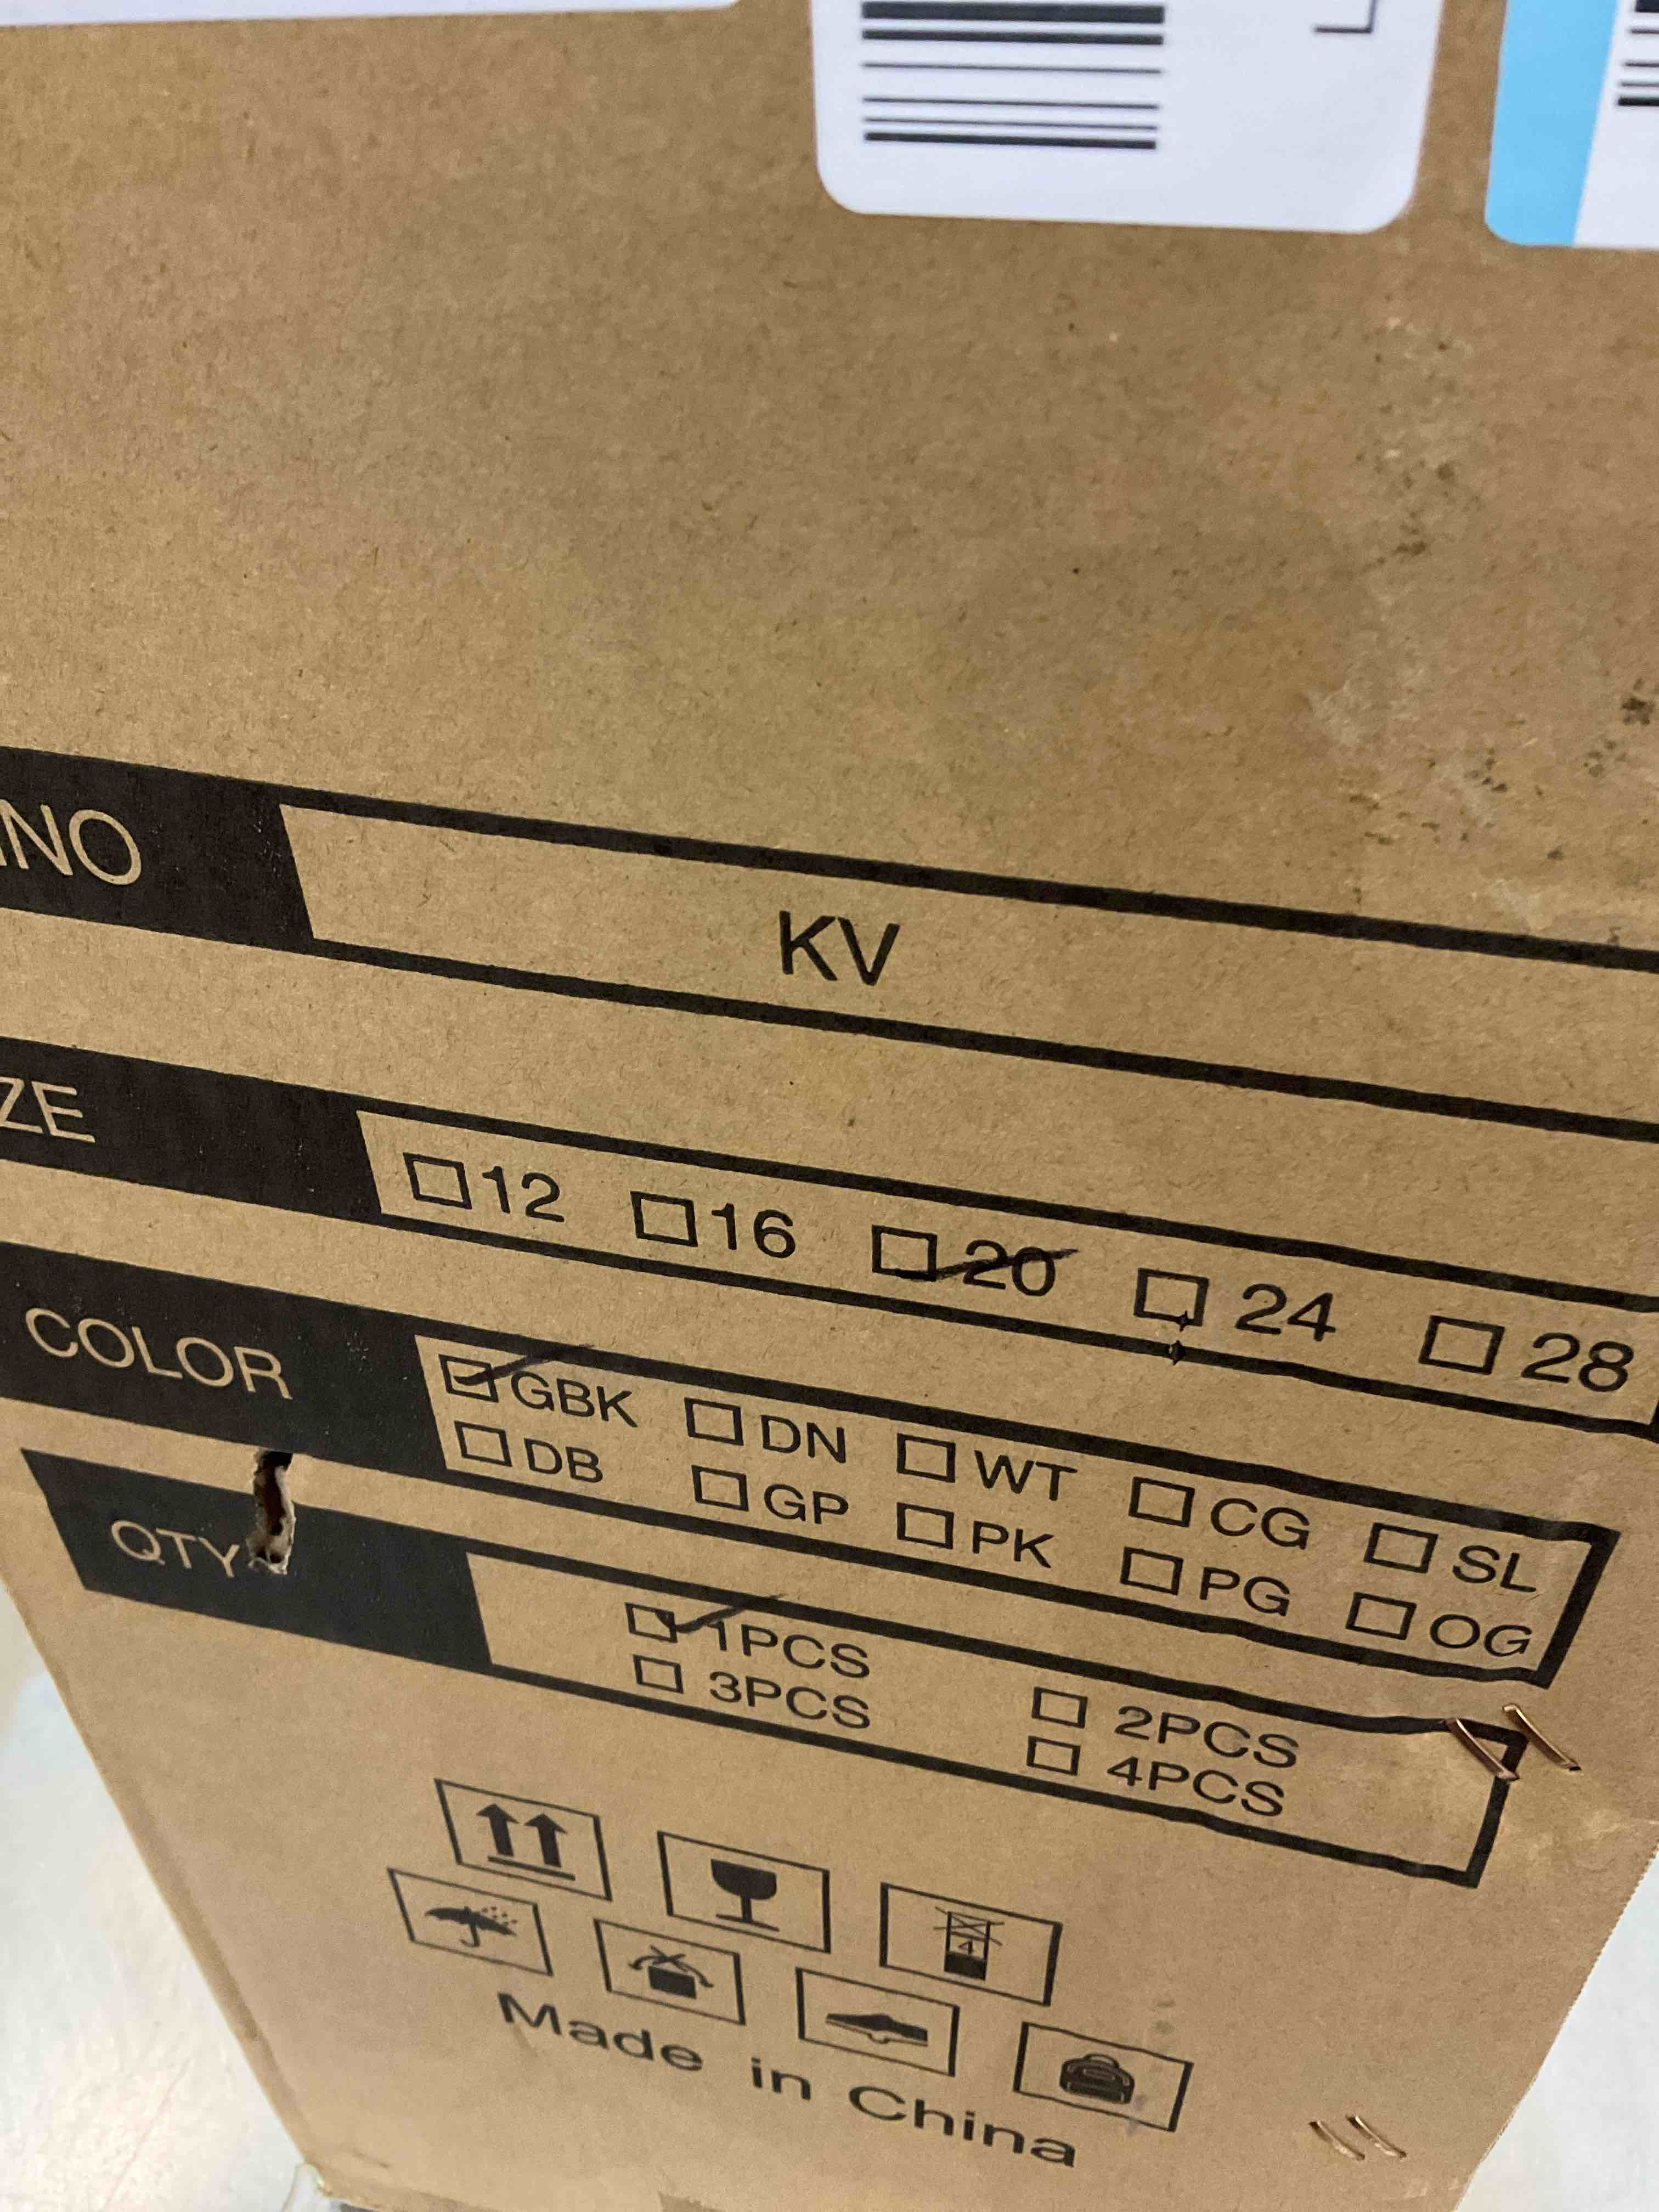 NO
KV
ZE
12 16 20 24 28
COLOR
GBK DN WT CG SL
DB GP PK PG OG
QTY
1PCS 2PCS
3PCS 4PCS
4
Made in China